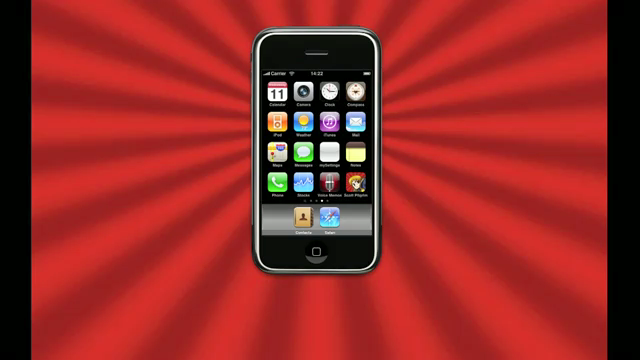 Carrier 14:22
11
Calendar Camera Clock Compass
iPod Weather iTunes Mail
Maps Messages mySettings Notes
Phone Stocks Voice Memos Scott Pilgrim
Contacts Safari